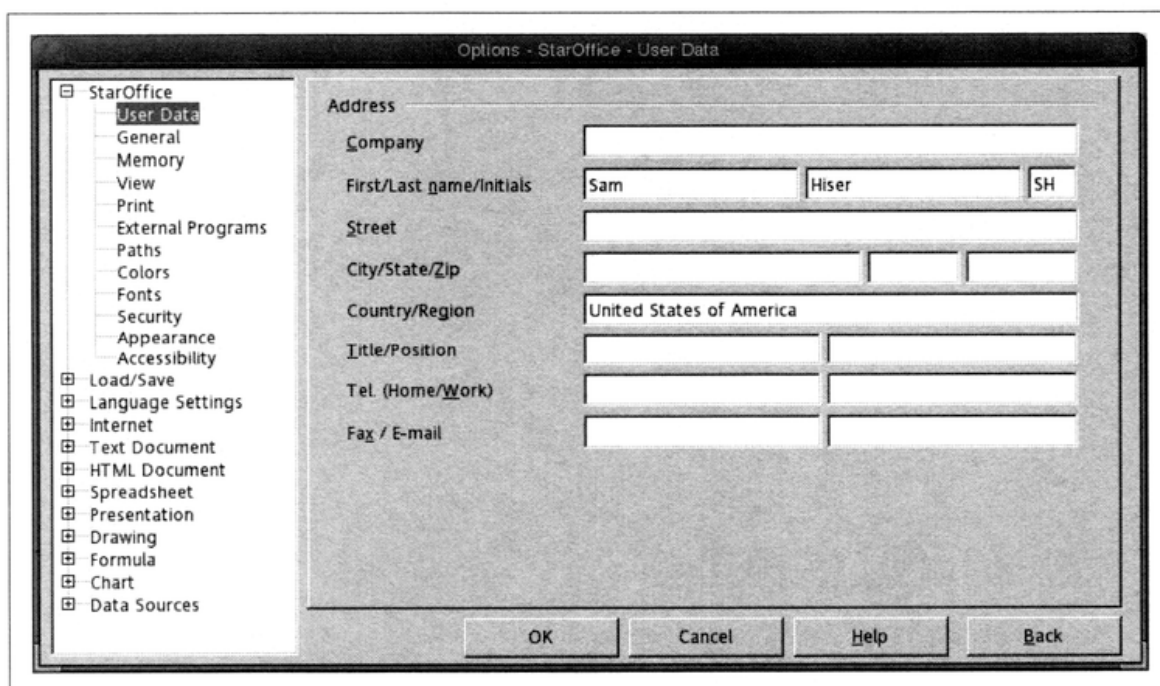 Options - StarOffice - User Data
StarOffice
User Data
General
Memory
View
Print
External Programs
Paths
Colors
Fonts
Security
Appearance
Accessibility
Load/Save
Language Settings
Internet
Text Document
HTML Document
Spreadsheet
Presentation
Drawing
Formula
Chart
Data Sources
Address
Company
First/Last name/Initials Sam Hiser SH
Street
City/State/Zip
Country/Region United States of America
Title/Position
Tel. (Home/Work)
Fax / E-mail
OK Cancel Help Back